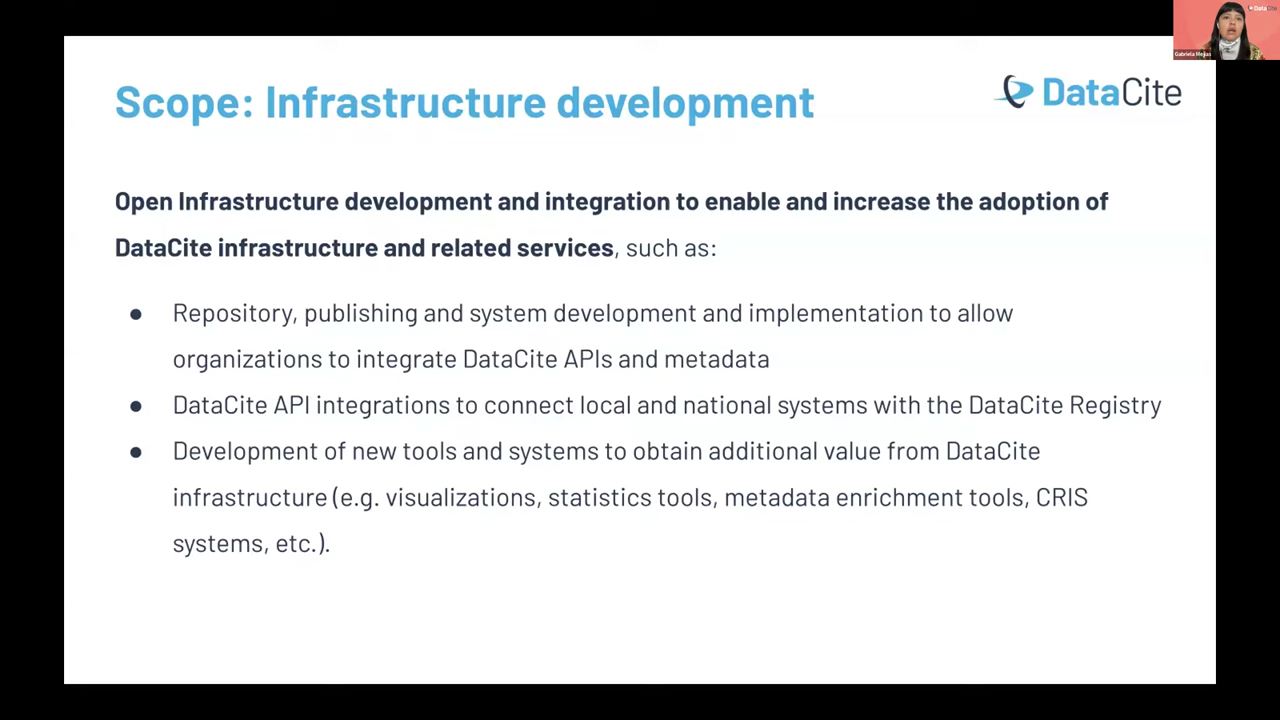 DataCite
Gabriela Mejias
Scope: Infrastructure development
DataCite
Open Infrastructure development and integration to enable and increase the adoption of
DataCite infrastructure and related services, such as:
● Repository, publishing and system development and implementation to allow
organizations to integrate DataCite APIs and metadata
● DataCite API integrations to connect local and national systems with the DataCite Registry
● Development of new tools and systems to obtain additional value from DataCite
infrastructure (e.g. visualizations, statistics tools, metadata enrichment tools, CRIS
systems, etc.).